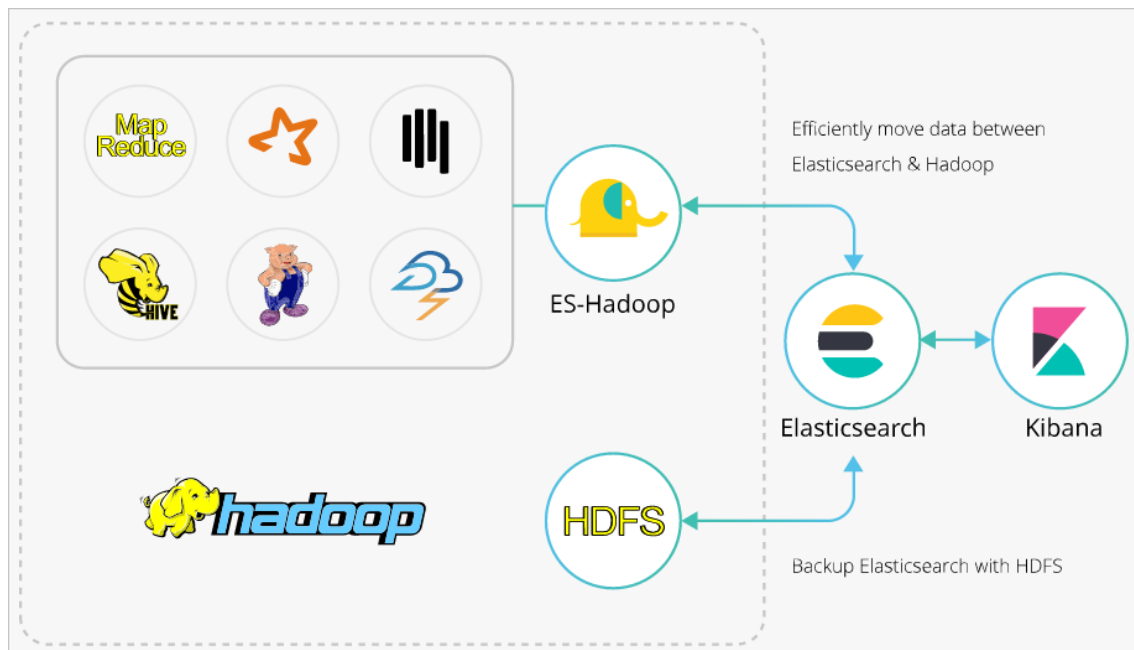 Map
Reduce
HIVE
ES-Hadoop
Efficiently move data between
Elasticsearch & Hadoop
Elasticsearch
Kibana
hadoop
HDFS
Backup Elasticsearch with HDFS